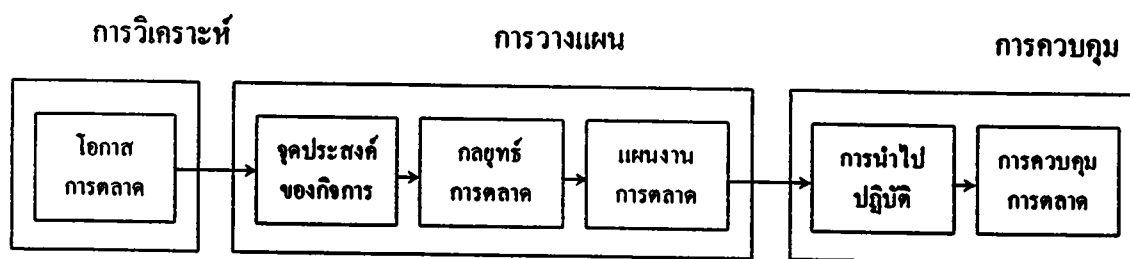 การวิเคราะห์
การวางแผน
การควบคุม
โอกาส
การตลาด
จุดประสงค์
ของกิจการ
กลยุทธ์
การตลาด
แผนงาน
การตลาด
การนำไป
ปฏิบัติ
การควบคุม
การตลาด